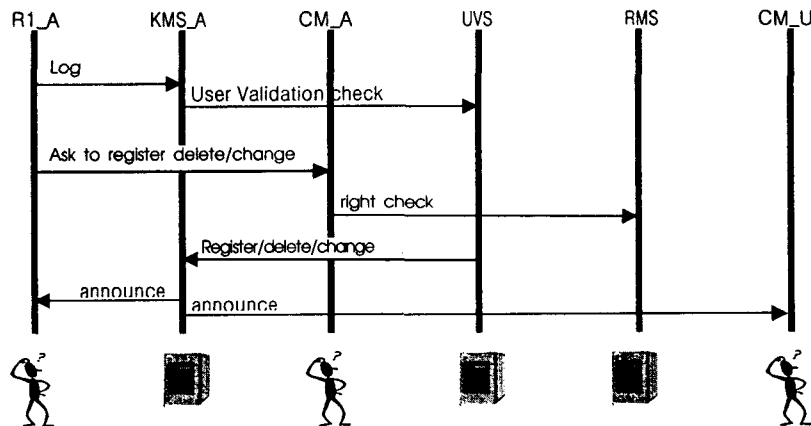 R1_A KMS_A CM_A UVS RMS CM_U
Log
User Validation check
Ask to register delete/change
right check
Register/delete/change
announce
announce
? ? ?